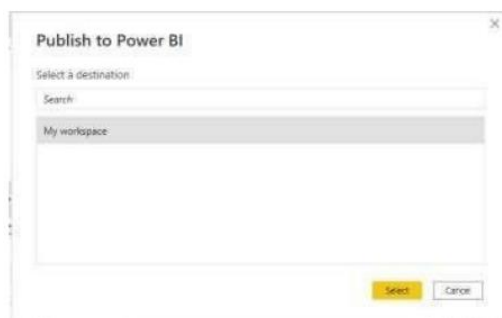 Publish to Power BI
Select a destination
Search
My workspace
Select Cancel